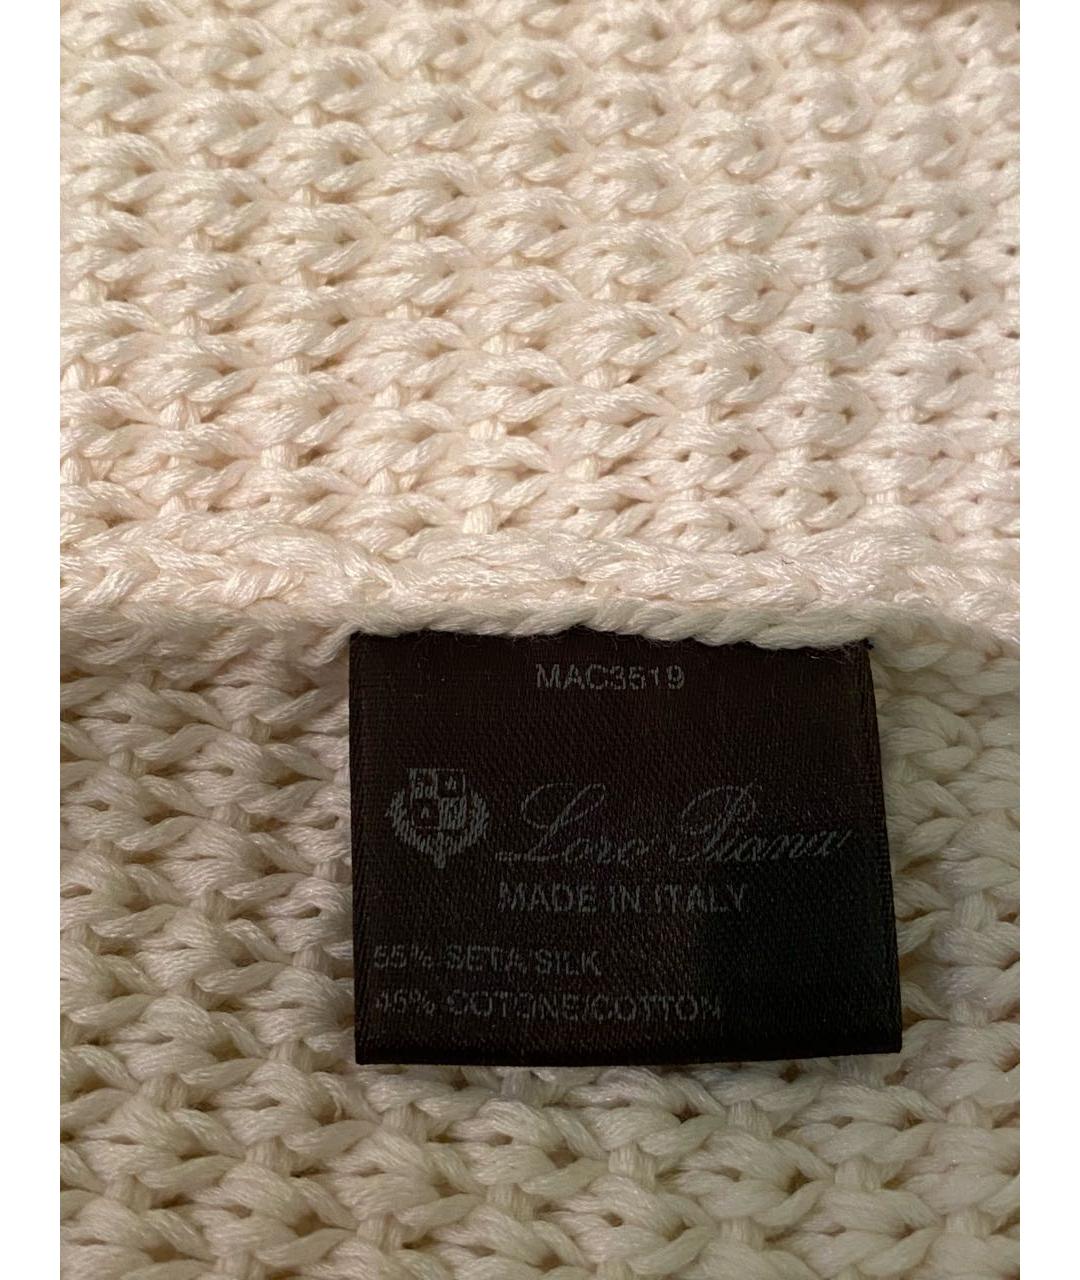 MAC3519
Loro Piana
MADE IN ITALY
55% SETA/SILK
45% COTONE/COTTON